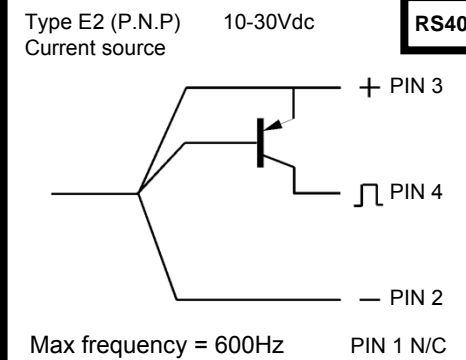 Type E2 (P.N.P) 10-30Vdc
Current source
RS40
+ PIN 3
PIN 4
— PIN 2
Max frequency = 600Hz PIN 1 N/C